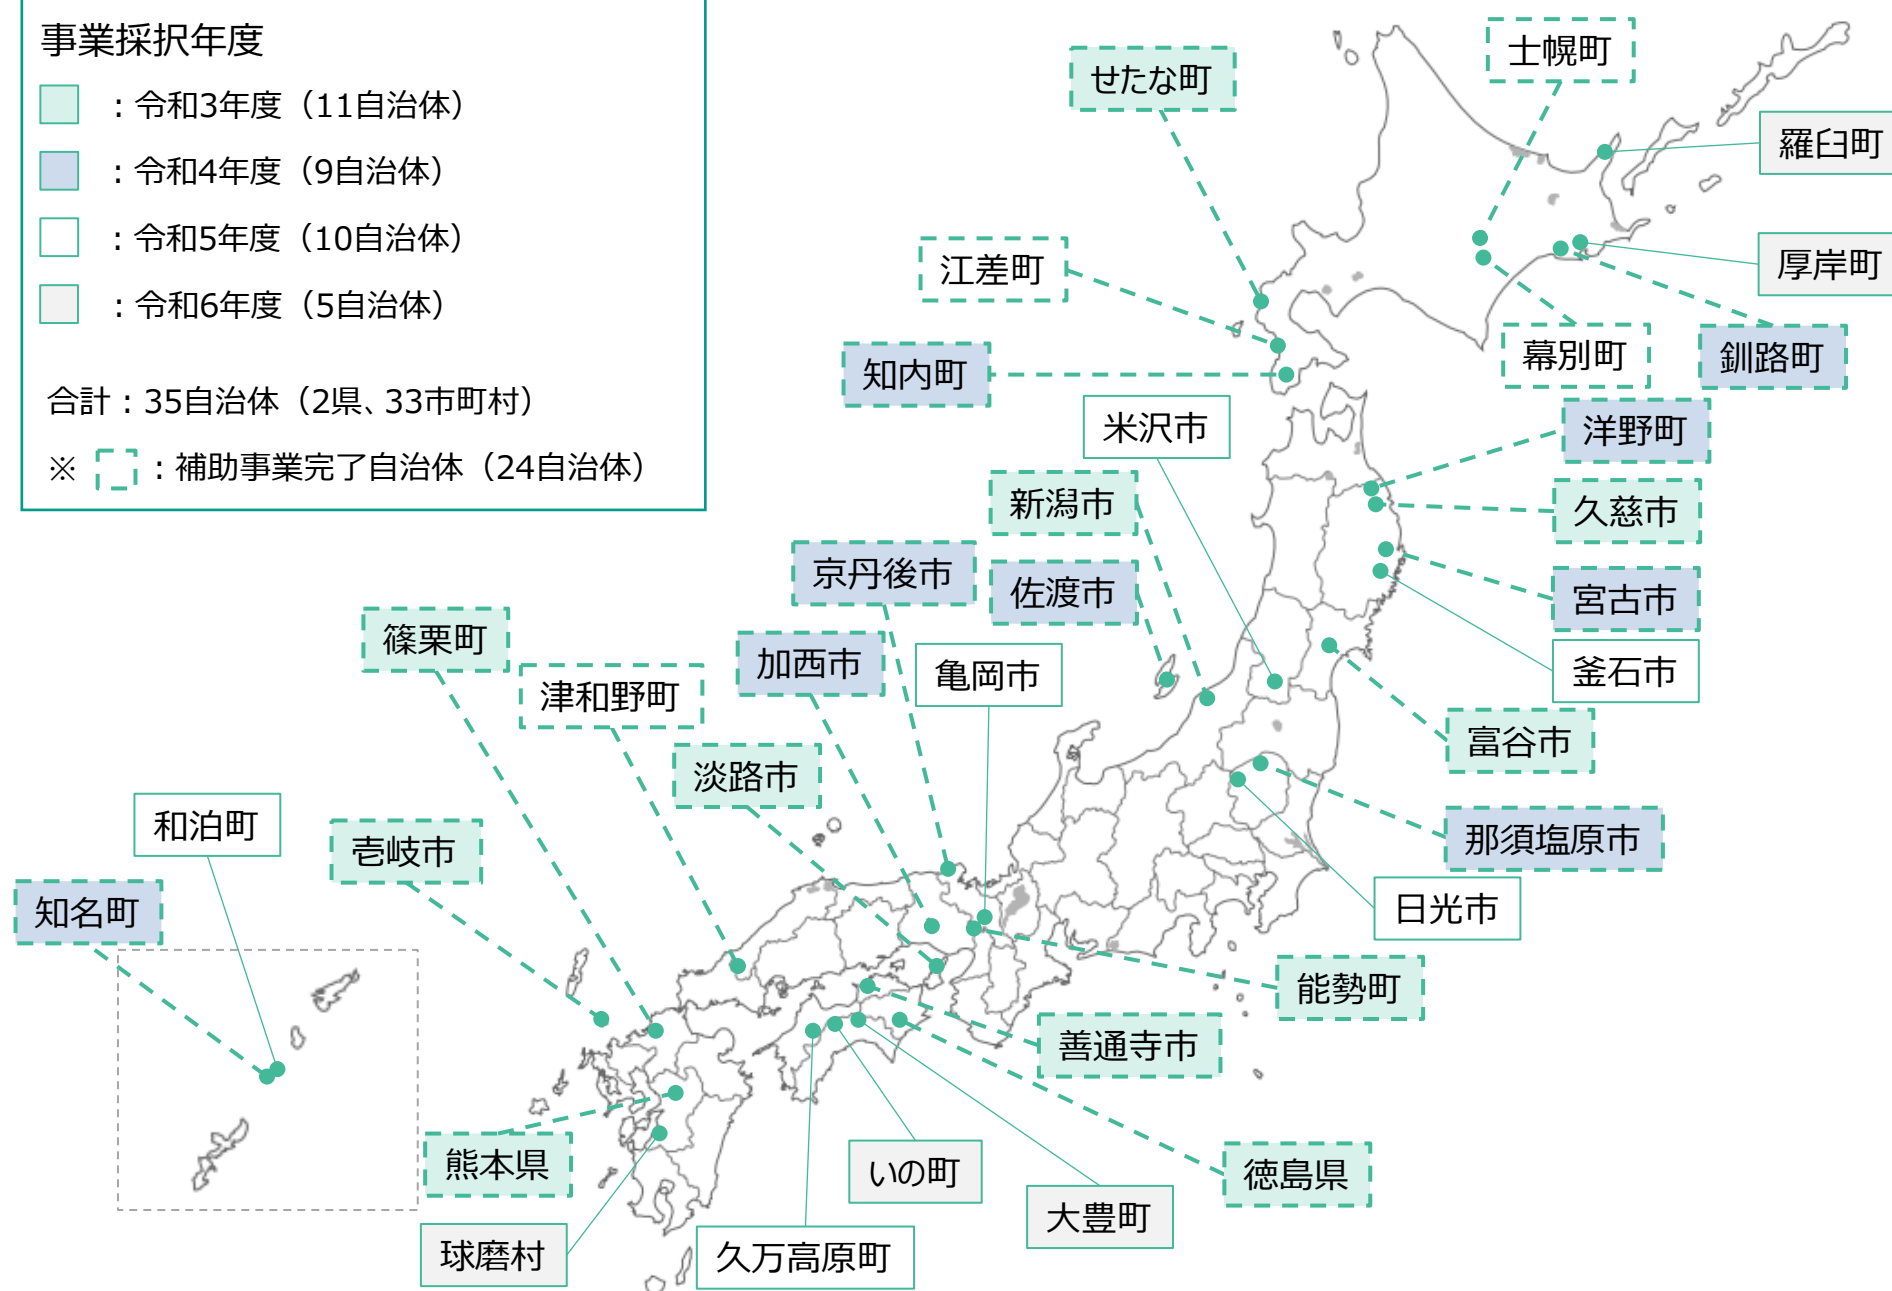 事業採択年度
：令和3年度（11自治体）
：令和4年度（9自治体）
：令和5年度（10自治体）
：令和6年度（5自治体）
合計：35自治体（2県、33市町村）
※ ：補助事業完了自治体（24自治体）
士幌町
せたな町
羅臼町
江差町
厚岸町
幕別町
釧路町
知内町
米沢市
洋野町
新潟市
久慈市
京丹後市
佐渡市
宮古市
篠栗町
加西市
亀岡市
釜石市
津和野町
富谷市
淡路市
和泊町
壱岐市
那須塩原市
知名町
日光市
能勢町
善通寺市
熊本県
いの町
徳島県
大豊町
球磨村
久万高原町